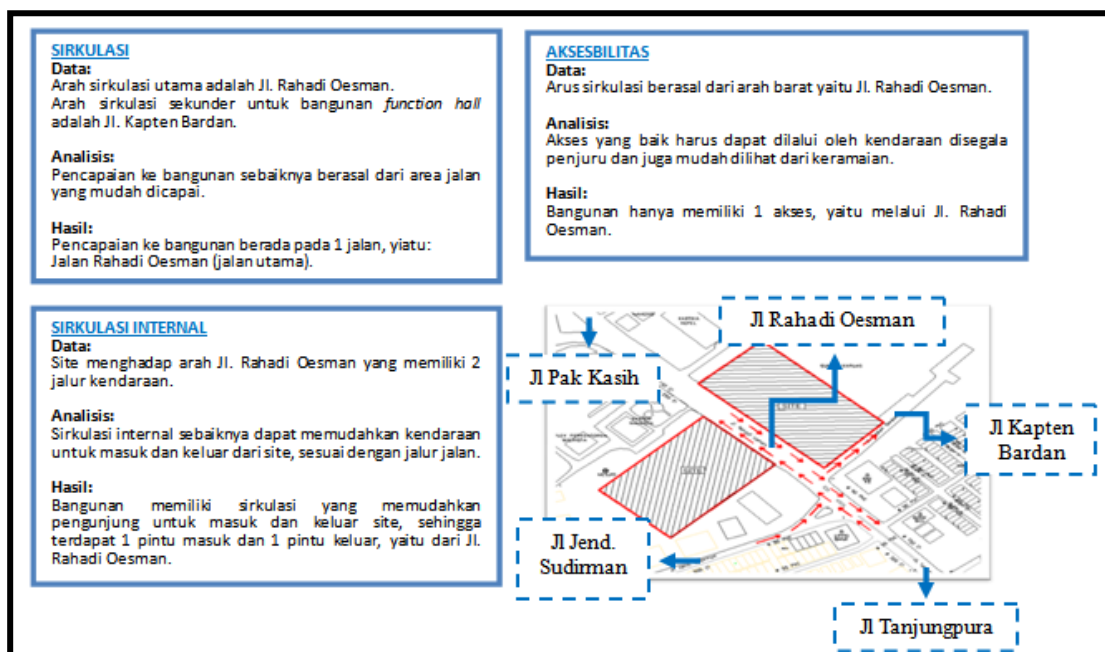 SIRKULASI
Data:
Arah sirkulasi utama adalah Jl. Rahadi Oesman.
Arah sirkulasi sekunder untuk bangunan function hall
adalah Jl. Kapten Bardan.
Analisis:
Pencapaian ke bangunan sebaiknya berasal dari area jalan
yang mudah dicapai.
Hasil:
Pencapaian ke bangunan berada pada 1 jalan, yiatu:
Jalan Rahadi Oesman (jalan utama).
AKSESBILITAS
Data:
Arus sirkulasi berasal dari arah barat yaitu Jl. Rahadi Oesman.
Analisis:
Akses yang baik harus dapat dilalui oleh kendaraan disegala
penjuru dan juga mudah dilihat dari keramaian.
Hasil:
Bangunan hanya memiliki 1 akses, yaitu melalui Jl. Rahadi
Oesman.
SIRKULASI INTERNAL
Data:
Site menghadap arah Jl. Rahadi Oesman yang memiliki 2
jalur kendaraan.
Analisis:
Sirkulasi internal sebaiknya dapat memudahkan kendaraan
untuk masuk dan keluar dari site, sesuai dengan jalur jalan.
Hasil:
Bangunan memiliki sirkulasi yang memudahkan
pengunjung untuk masuk dan keluar site, sehingga
terdapat 1 pintu masuk dan 1 pintu keluar, yaitu dari Jl.
Rahadi Oesman.
Jl Rahadi Oesman
Jl Pak Kasih
SITE
Jl Kapten
Bardan
SITE
Jl Jend.
Sudirman
Jl Tanjungpura